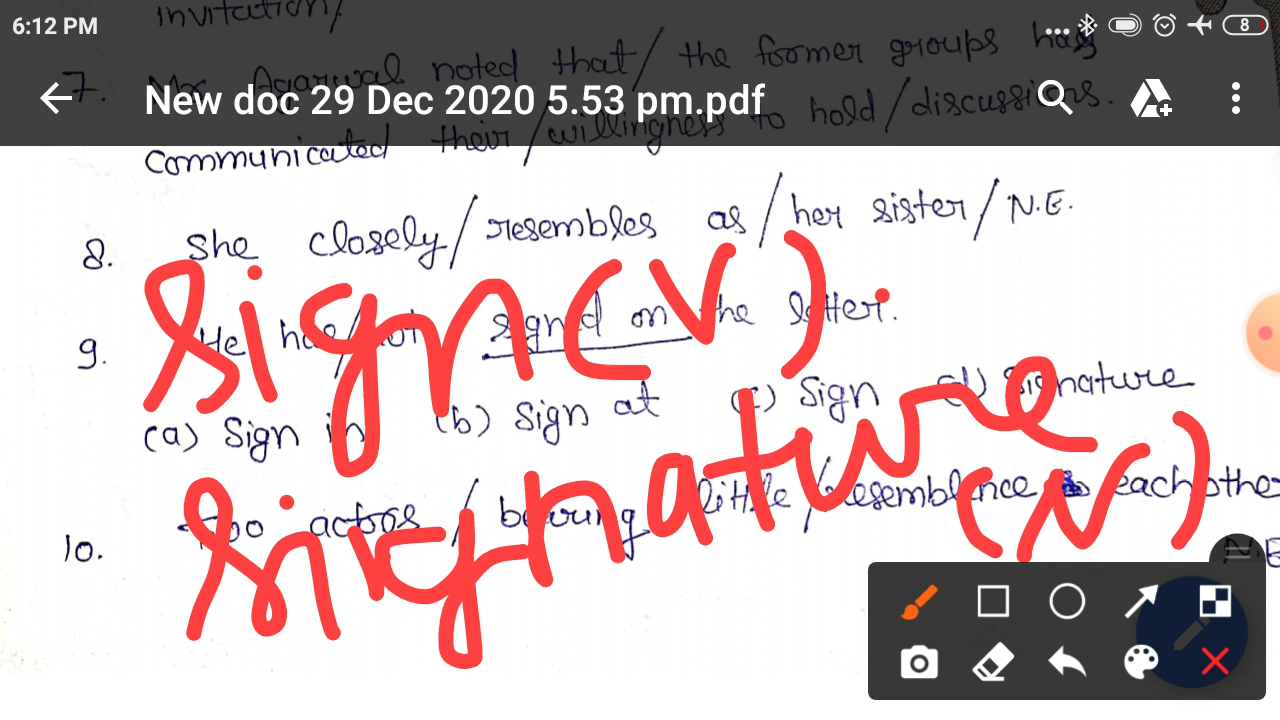 invitation/
6:12 PM
8
7. Mr. Agarwal noted that/ the former groups has
New doc 29 Dec 2020 5.53 pm.pdf
communicated their /willingness to hold /discussions.
8. She closely/ resembles as/ her sister/ N.E.
sign(v)
9. He has/ signed on the letter.
(a) Sign in (b) Sign at (c) Sign (d) Signature
signature
(N)
10. actors / bearing little /resemblence each other
N.E